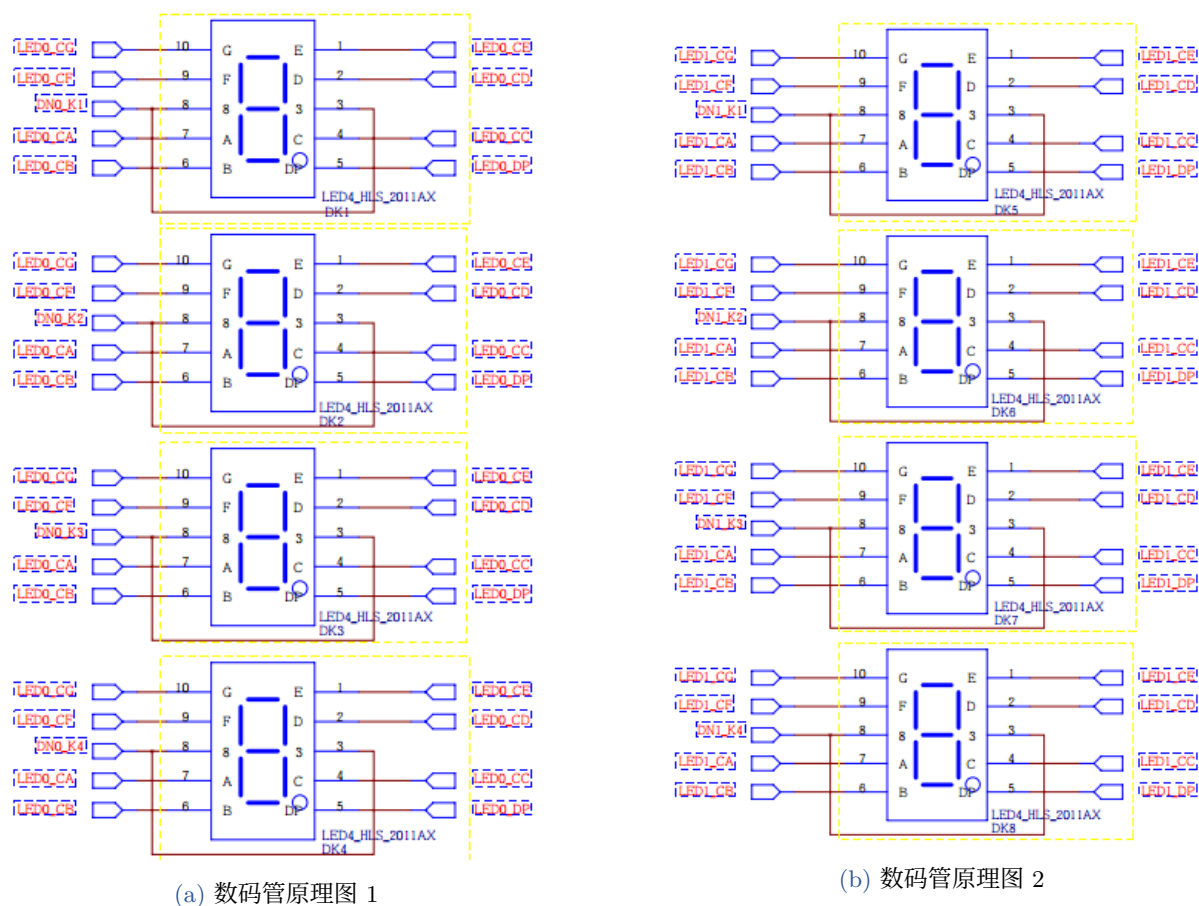 LED0_CG 10 G E 1 LED0_CE
LED0_CF 9 F D 2 LED0_CD
DN0_K1 8 8 3 3
LED0_CA 7 A C 4 LED0_CC
LED0_CB 6 B DP 5 LED0_DP
LED4_HLS_2011AX
DK1
LED0_CG 10 G E 1 LED0_CE
LED0_CF 9 F D 2 LED0_CD
DN0_K2 8 8 3 3
LED0_CA 7 A C 4 LED0_CC
LED0_CB 6 B DP 5 LED0_DP
LED4_HLS_2011AX
DK2
LED0_CG 10 G E 1 LED0_CE
LED0_CF 9 F D 2 LED0_CD
DN0_K3 8 8 3 3
LED0_CA 7 A C 4 LED0_CC
LED0_CB 6 B DP 5 LED0_DP
LED4_HLS_2011AX
DK3
LED0_CG 10 G E 1 LED0_CE
LED0_CF 9 F D 2 LED0_CD
DN0_K4 8 8 3 3
LED0_CA 7 A C 4 LED0_CC
LED0_CB 6 B DP 5 LED0_DP
LED4_HLS_2011AX
DK4
(a) 数码管原理图 1
LED1_CG 10 G E 1 LED1_CE
LED1_CF 9 F D 2 LED1_CD
DN1_K1 8 8 3 3
LED1_CA 7 A C 4 LED1_CC
LED1_CB 6 B DP 5 LED1_DP
LED4_HLS_2011AX
DK5
LED1_CG 10 G E 1 LED1_CE
LED1_CF 9 F D 2 LED1_CD
DN1_K2 8 8 3 3
LED1_CA 7 A C 4 LED1_CC
LED1_CB 6 B DP 5 LED1_DP
LED4_HLS_2011AX
DK6
LED1_CG 10 G E 1 LED1_CE
LED1_CF 9 F D 2 LED1_CD
DN1_K3 8 8 3 3
LED1_CA 7 A C 4 LED1_CC
LED1_CB 6 B DP 5 LED1_DP
LED4_HLS_2011AX
DK7
LED1_CG 10 G E 1 LED1_CE
LED1_CF 9 F D 2 LED1_CD
DN1_K4 8 8 3 3
LED1_CA 7 A C 4 LED1_CC
LED1_CB 6 B DP 5 LED1_DP
LED4_HLS_2011AX
DK8
(b) 数码管原理图 2